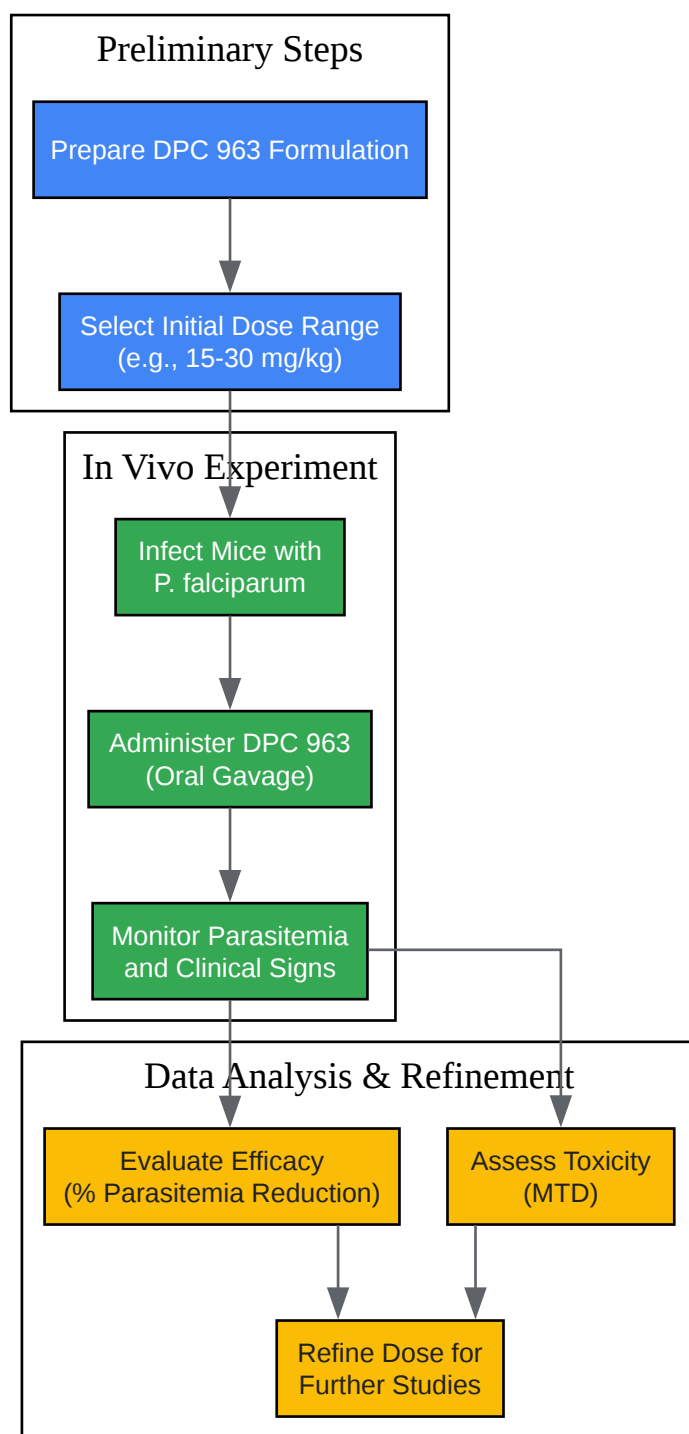 Preliminary Steps
Prepare DPC 963 Formulation
Select Initial Dose Range
(e.g., 15-30 mg/kg)
In Vivo Experiment
Infect Mice with
P. falciparum
Administer DPC 963
(Oral Gavage)
Monitor Parasitemia
and Clinical Signs
Data Analysis & Refinement
Evaluate Efficacy
(% Parasitemia Reduction)
Assess Toxicity
(MTD)
Refine Dose for
Further Studies